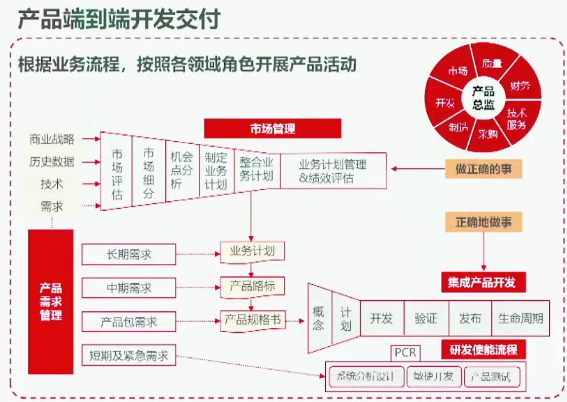 产品端到端开发交付
根据业务流程，按照各领域角色开展产品活动
市场
质量
财务
开发
产品
总监
技术
服务
制造
采购
市场管理
商业战略
历史数据
技术
需求
市场评估
市场细分
机会点分析
制定业务计划
整合业务计划
业务计划管理
&绩效评估
做正确的事
正确地做事
产品
需求
管理
长期需求
中期需求
产品包需求
短期及紧急需求
业务计划
产品路标
产品规格书
集成产品开发
概念
计划
开发
验证
发布
生命周期
PCR
研发使能流程
系统分析设计
敏捷开发
产品测试